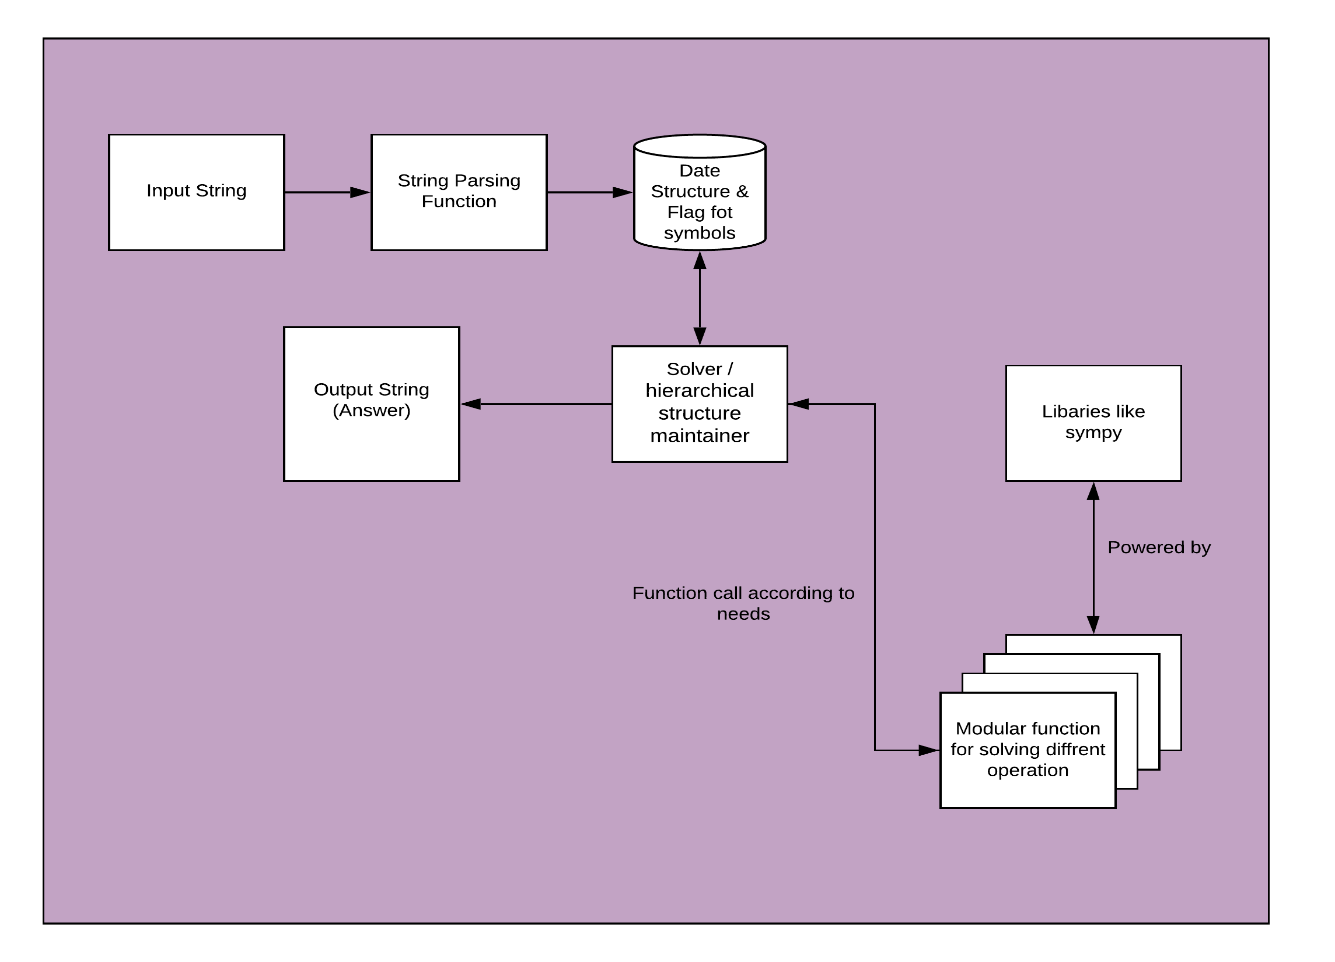 Input String
String Parsing
Function
Date
Structure &
Flag fot
symbols
Output String
(Answer)
Solver /
hierarchical
structure
maintainer
Libaries like
sympy
Powered by
Function call according to
needs
Modular function
for solving diffrent
operation